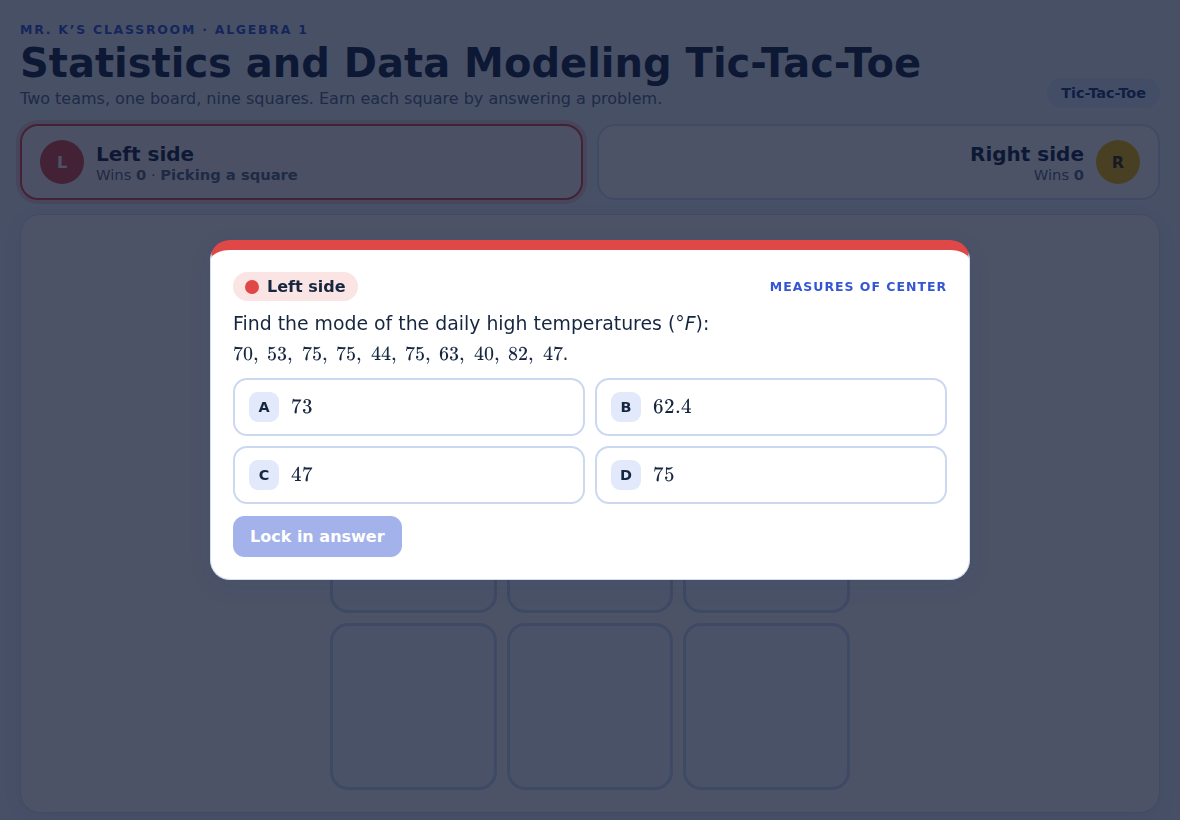 MR. K'S CLASSROOM · ALGEBRA 1
Statistics and Data Modeling Tic-Tac-Toe
Two teams, one board, nine squares. Earn each square by answering a problem.
Tic-Tac-Toe
L
Left side
Wins 0 · Picking a square
Right side
Wins 0
R
Left side
MEASURES OF CENTER
Find the mode of the daily high temperatures (°F):
70, 53, 75, 75, 44, 75, 63, 40, 82, 47.
A 73
B 62.4
C 47
D 75
Lock in answer